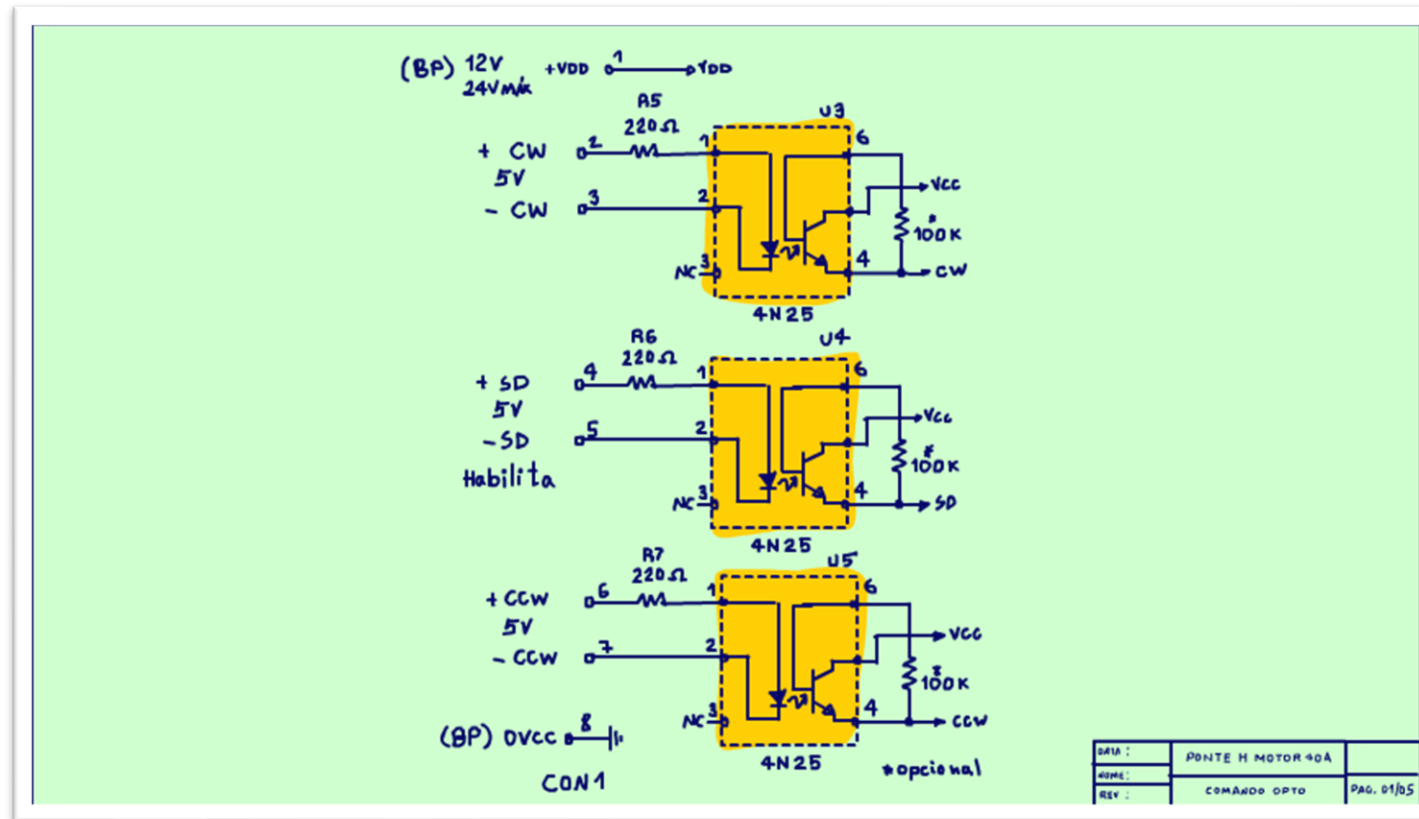 (BP) 12V +VDD 1 VDD
24V máx
R5
220Ω
U3
+ CW 2 1 6
5V
VCC
- CW 3 2
*
100K
NC 3 4 CW
4N25
R6
220Ω
U4
+ SD 4 1 6
5V
VCC
- SD 5 2
*
100K
Habilita
NC 3 4 SD
4N25
R7
220Ω
U5
+ CCW 6 1 6
5V
VCC
- CCW 7 2
*
100K
NC 3 4 CCW
(BP) 0VCC 8
4N25
*opcional
CON1
DATA :
PONTE H MOTOR 40A
NOME:
REV :
COMANDO OPTO
PAG. 01/05